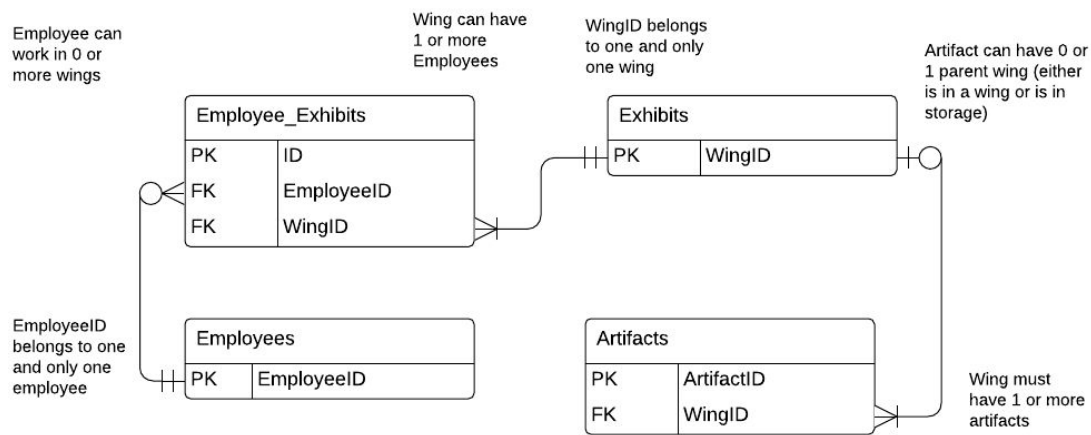 Employee can
work in 0 or
more wings
Wing can have
1 or more
Employees
WingID belongs
to one and only
one wing
Artifact can have 0 or
1 parent wing (either
is in a wing or is in
storage)
Employee_Exhibits
PK ID
FK EmployeeID
FK WingID
Exhibits
PK WingID
EmployeeID
belongs to one
and only one
employee
Employees
PK EmployeeID
Artifacts
PK ArtifactID
FK WingID
Wing must
have 1 or more
artifacts